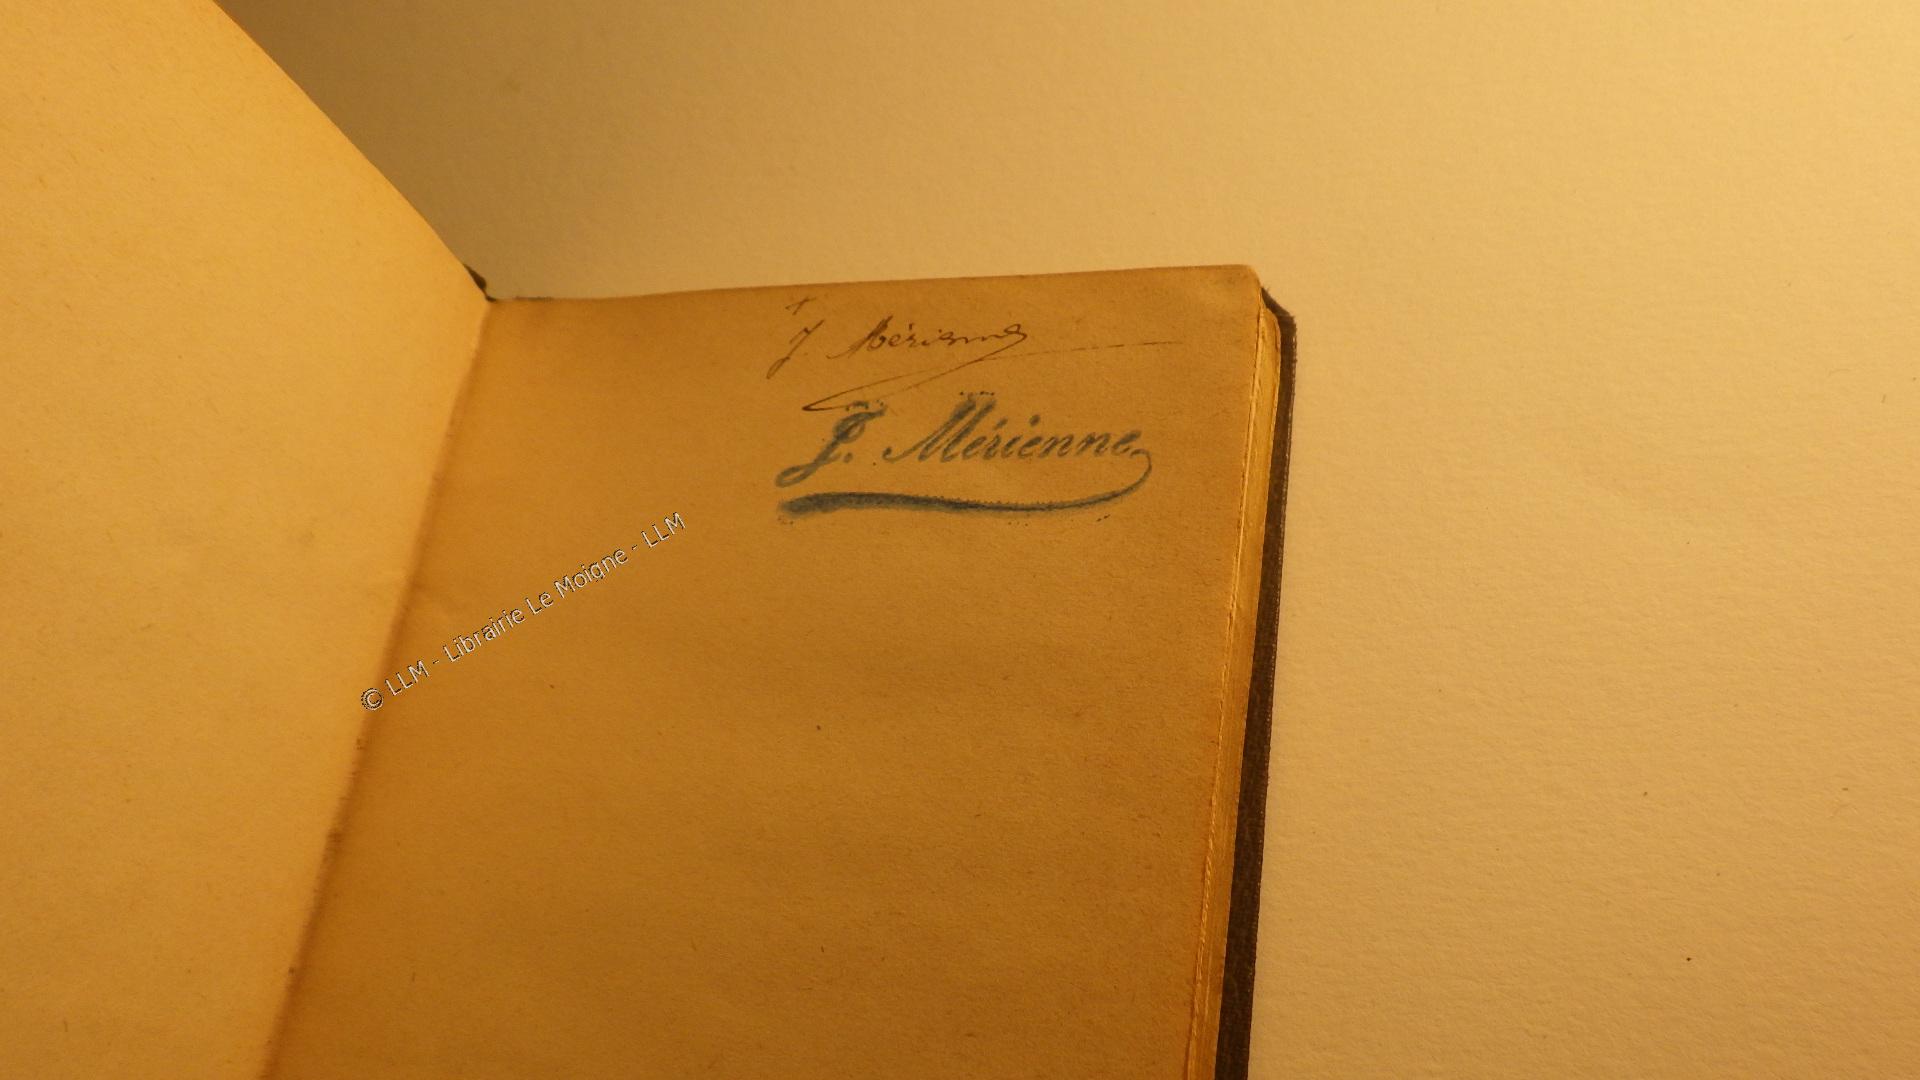 J. Mérienne
J. Mérienne
© LLM - Librairie Le Moigne - LLM